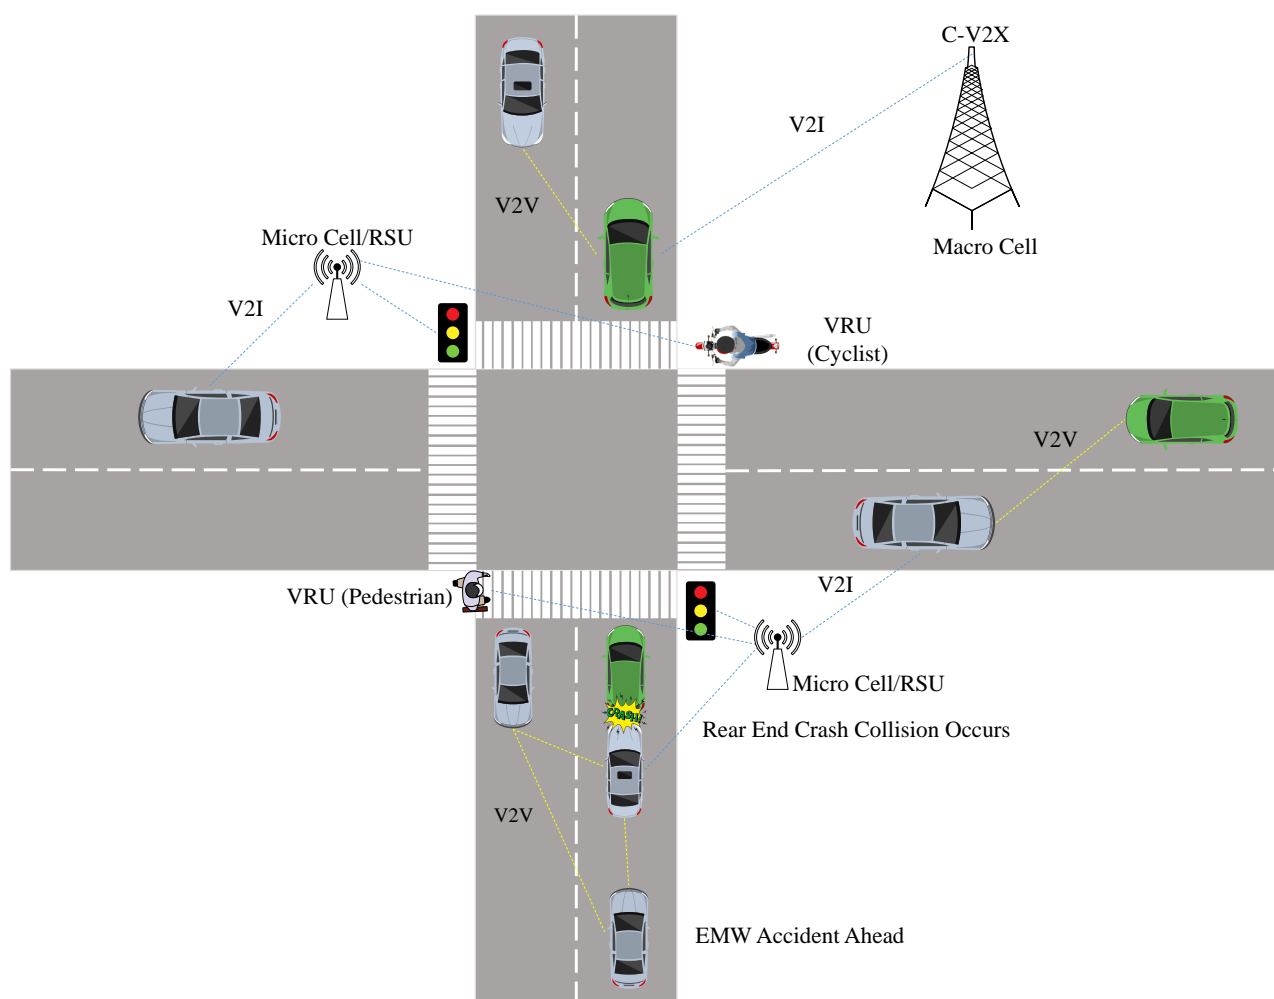 C-V2X
V2I
V2V
Micro Cell/RSU
Macro Cell
V2I
VRU
(Cyclist)
V2V
V2I
VRU (Pedestrian)
Micro Cell/RSU
CRASH!
Rear End Crash Collision Occurs
V2V
EMW Accident Ahead